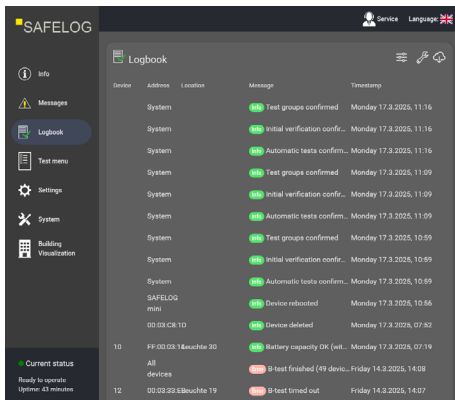 SAFELOG
Service Language:
Logbook
Info
Device Address Location Message Timestamp
Messages
System Info Test groups confirmed Monday 17.3.2025, 11:16
System Info Initial verification confir... Monday 17.3.2025, 11:16
Logbook
System Info Automatic tests confirm... Monday 17.3.2025, 11:16
Test menu
System Info Test groups confirmed Monday 17.3.2025, 11:09
Settings
System Info Initial verification confir... Monday 17.3.2025, 11:09
System
System Info Automatic tests confirm... Monday 17.3.2025, 11:09
Building
Visualization
System Info Test groups confirmed Monday 17.3.2025, 10:59
System Info Initial verification confir... Monday 17.3.2025, 10:59
System Info Automatic tests confirm... Monday 17.3.2025, 10:59
SAFELOG
mini
Info Device rebooted Monday 17.3.2025, 10:56
00:03:C8:1D Info Device deleted Monday 17.3.2025, 07:52
10 FF:00:03:14 euchte 30 Info Battery capacity OK (wit... Monday 17.3.2025, 07:19
All
devices
Error B-test finished (49 devic... Friday 14.3.2025, 14:08
12 00:03:33:EB euchte 19 Error B-test timed out Friday 14.3.2025, 14:07
Current status
Ready to operate
Uptime: 43 minutes